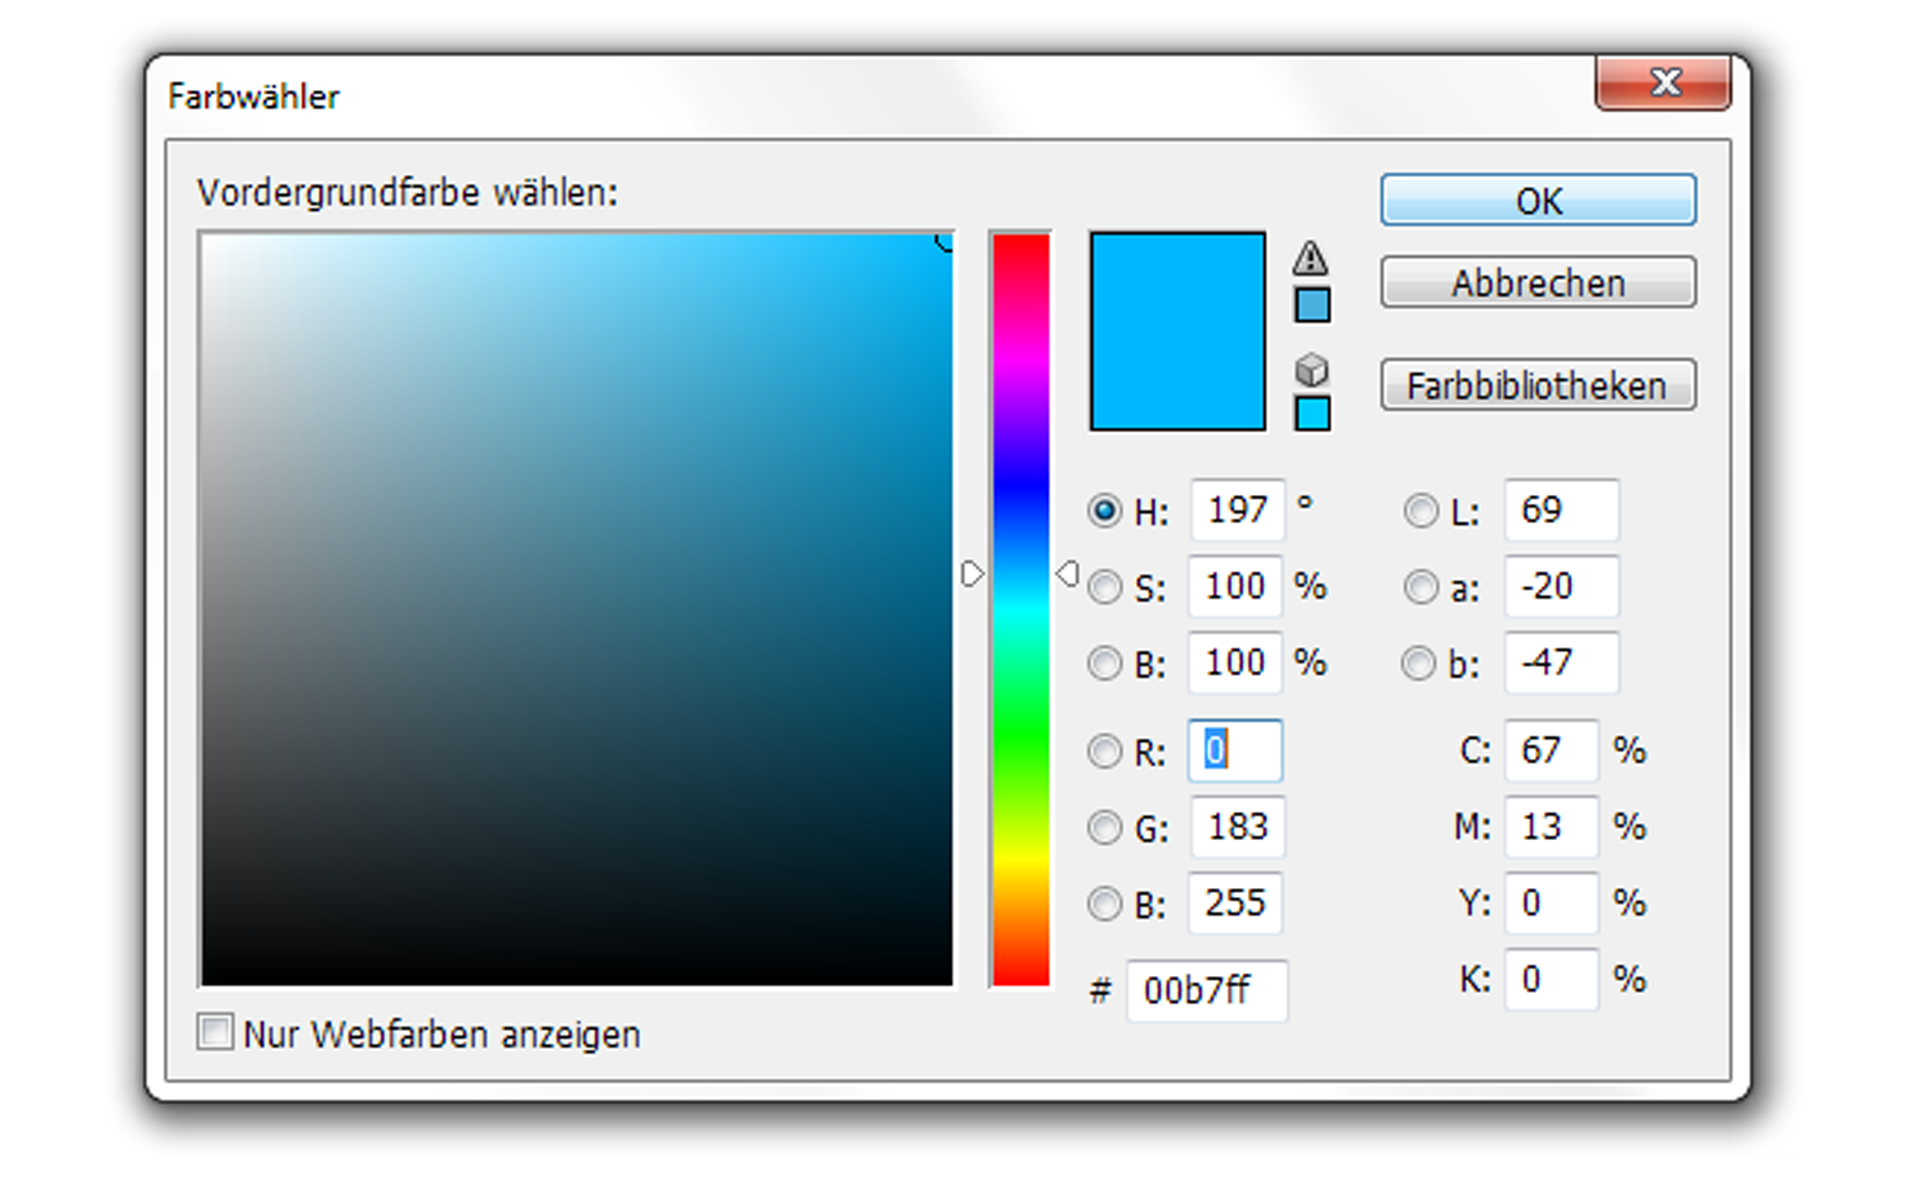 Farbwähler
Vordergrundfarbe wählen:
OK
Abbrechen
Farbbibliotheken
H: 197 °
L: 69
S: 100 %
a: -20
B: 100 %
b: -47
R: 0
C: 67 %
G: 183
M: 13 %
B: 255
Y: 0 %
# 00b7ff
K: 0 %
Nur Webfarben anzeigen